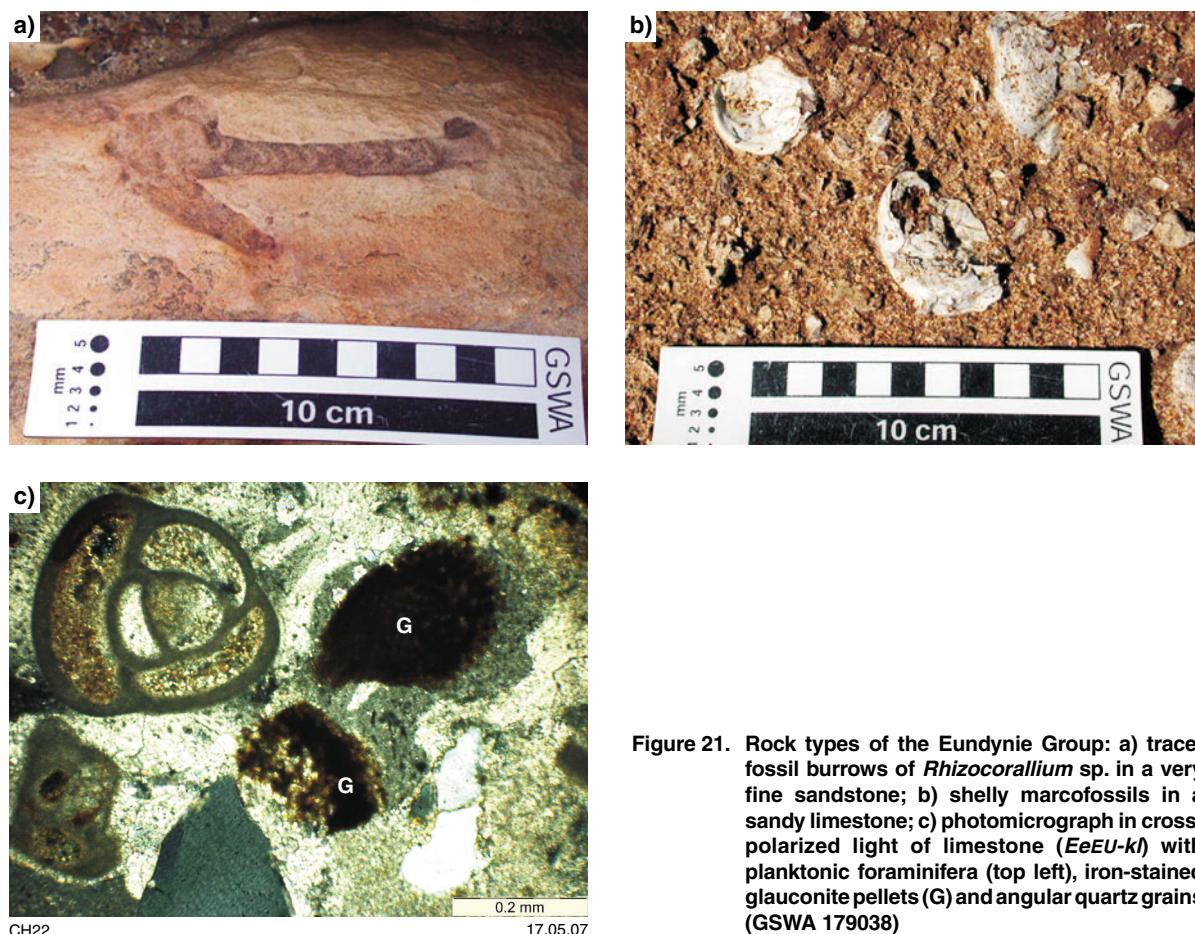 a)
5
4
3
2
1
mm
10 cm
GSWA
b)
5
4
3
2
mm
10 cm
GSWA
c)
G
G
0.2 mm
CH22
17.05.07
Figure 21. Rock types of the Eundynie Group: a) trace
fossil burrows of Rhizocorallium sp. in a very
fine sandstone; b) shelly marcofossils in a
sandy limestone; c) photomicrograph in cross
polarized light of limestone (EeEU-kl) with
planktonic foraminifera (top left), iron-stained
glauconite pellets (G) and angular quartz grains
(GSWA 179038)